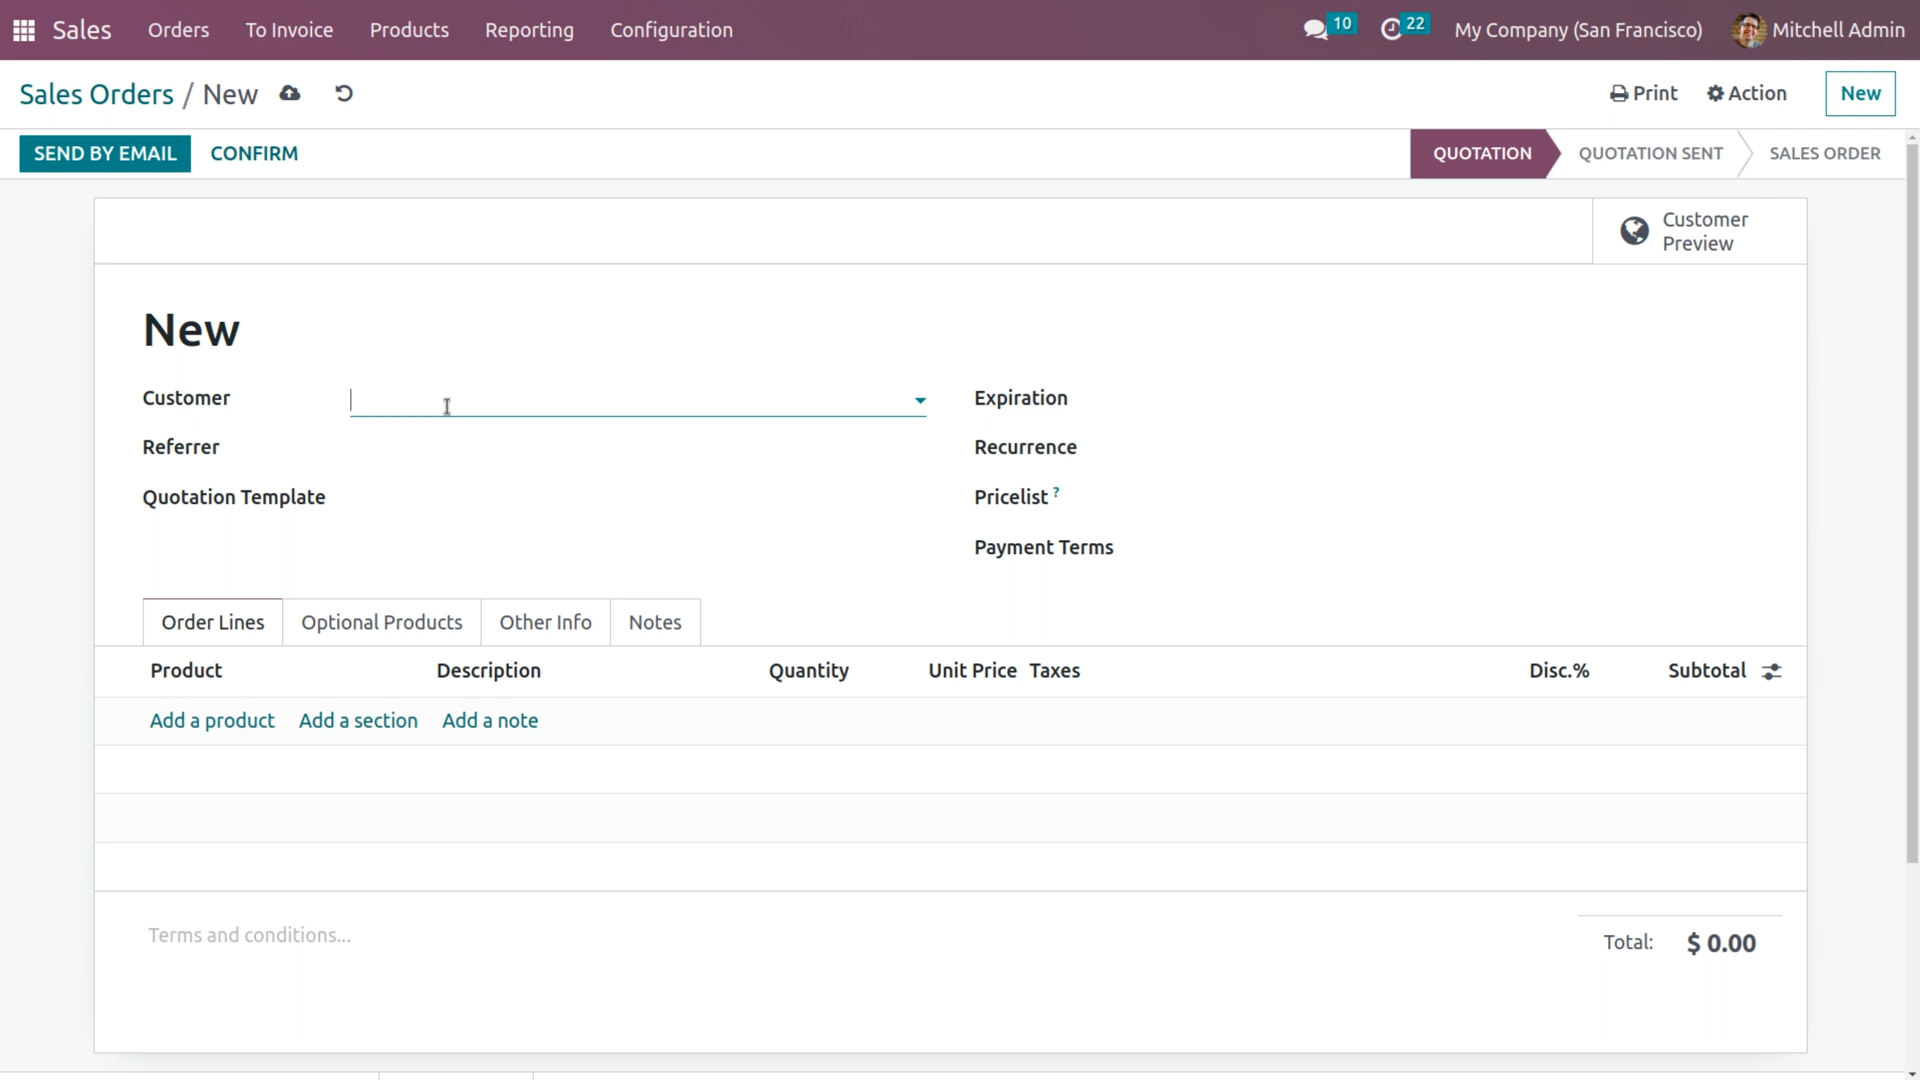 Sales Orders To Invoice Products Reporting Configuration 10 22 My Company (San Francisco) Mitchell Admin
Sales Orders / New Print Action New
SEND BY EMAIL CONFIRM QUOTATION QUOTATION SENT SALES ORDER
Customer
Preview
New
Customer Expiration
Referrer Recurrence
Quotation Template Pricelist ?
Payment Terms
Order Lines Optional Products Other Info Notes
Product Description Quantity Unit Price Taxes Disc.% Subtotal
Add a product Add a section Add a note
Terms and conditions...
Total: $ 0.00